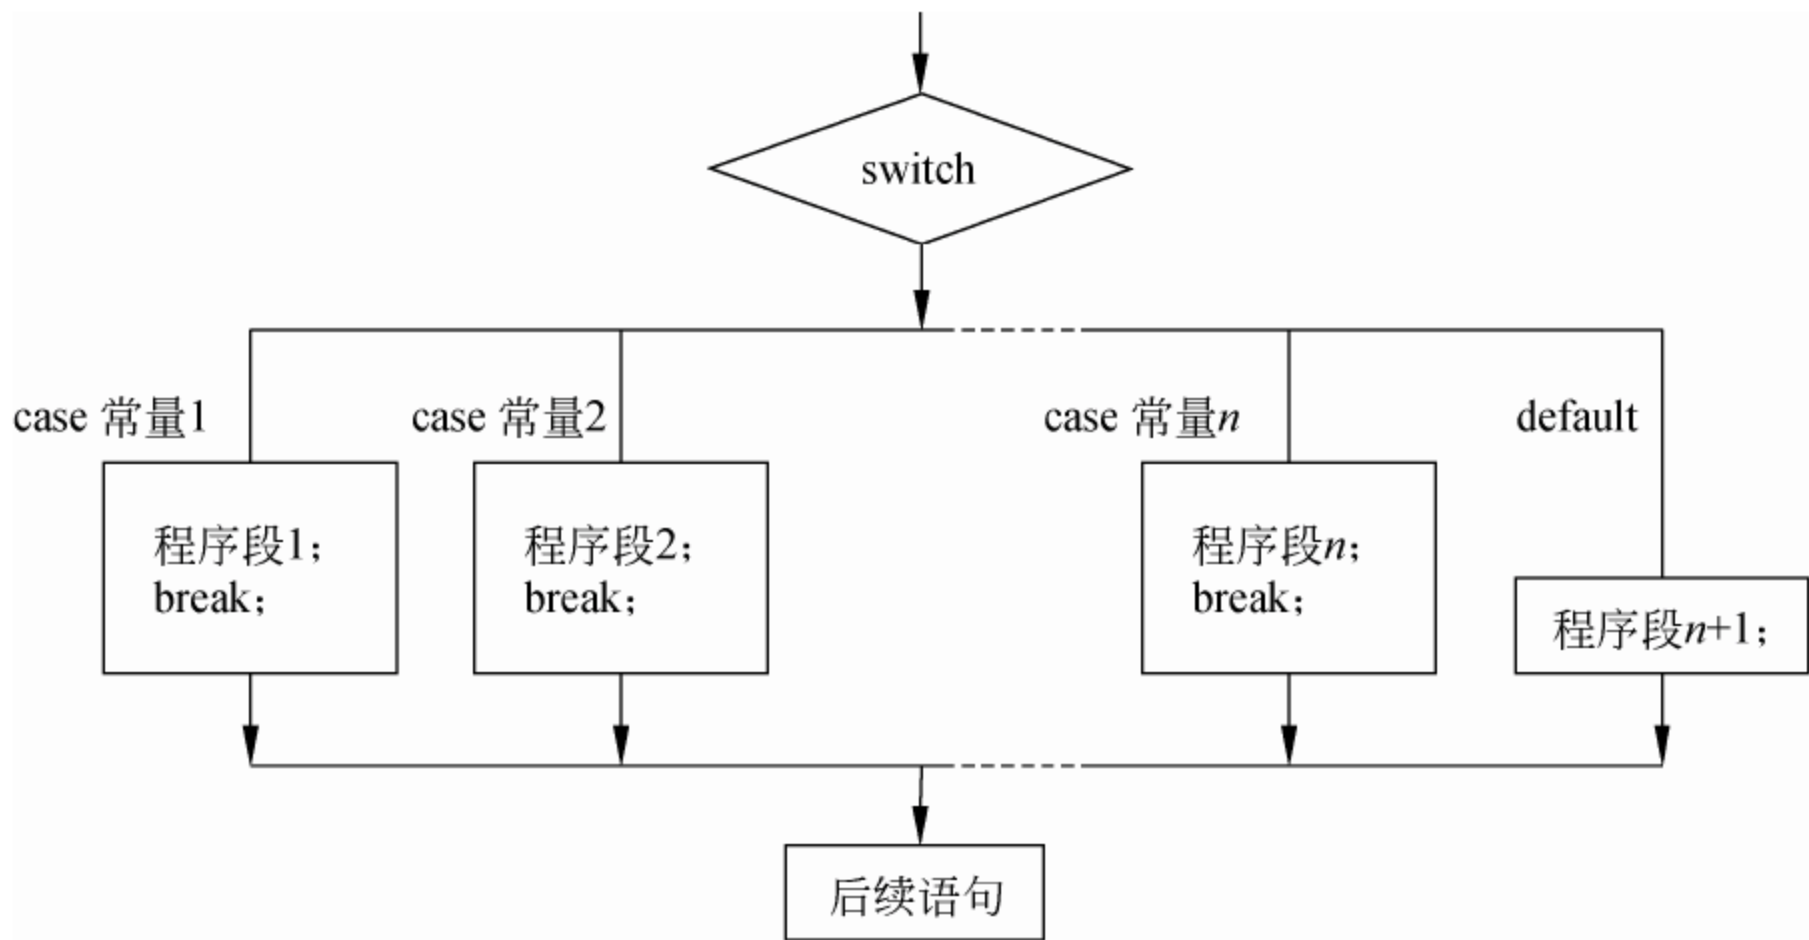 switch
case 常量1
case 常量2
case 常量n
default
程序段1；
break；
程序段2；
break；
程序段n；
break；
程序段n+1；
后续语句